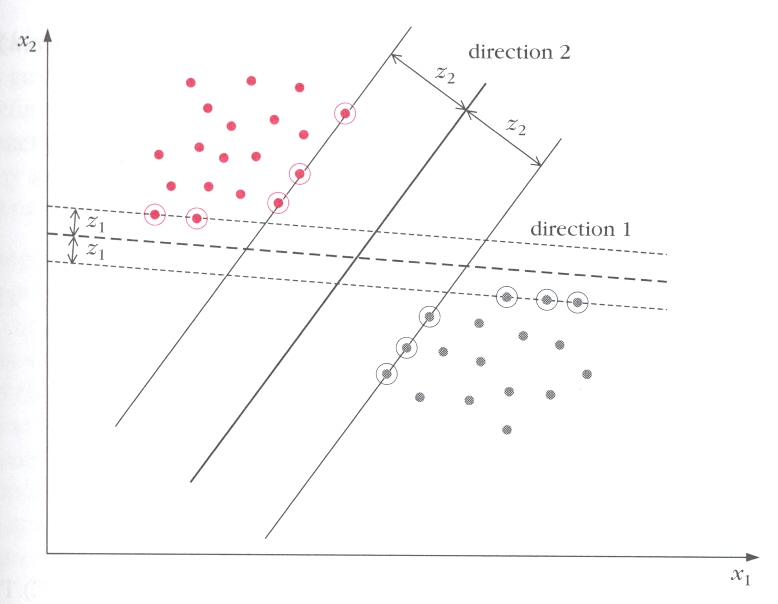 x2
direction 2
z2
z2
direction 1
z1
z1
x1